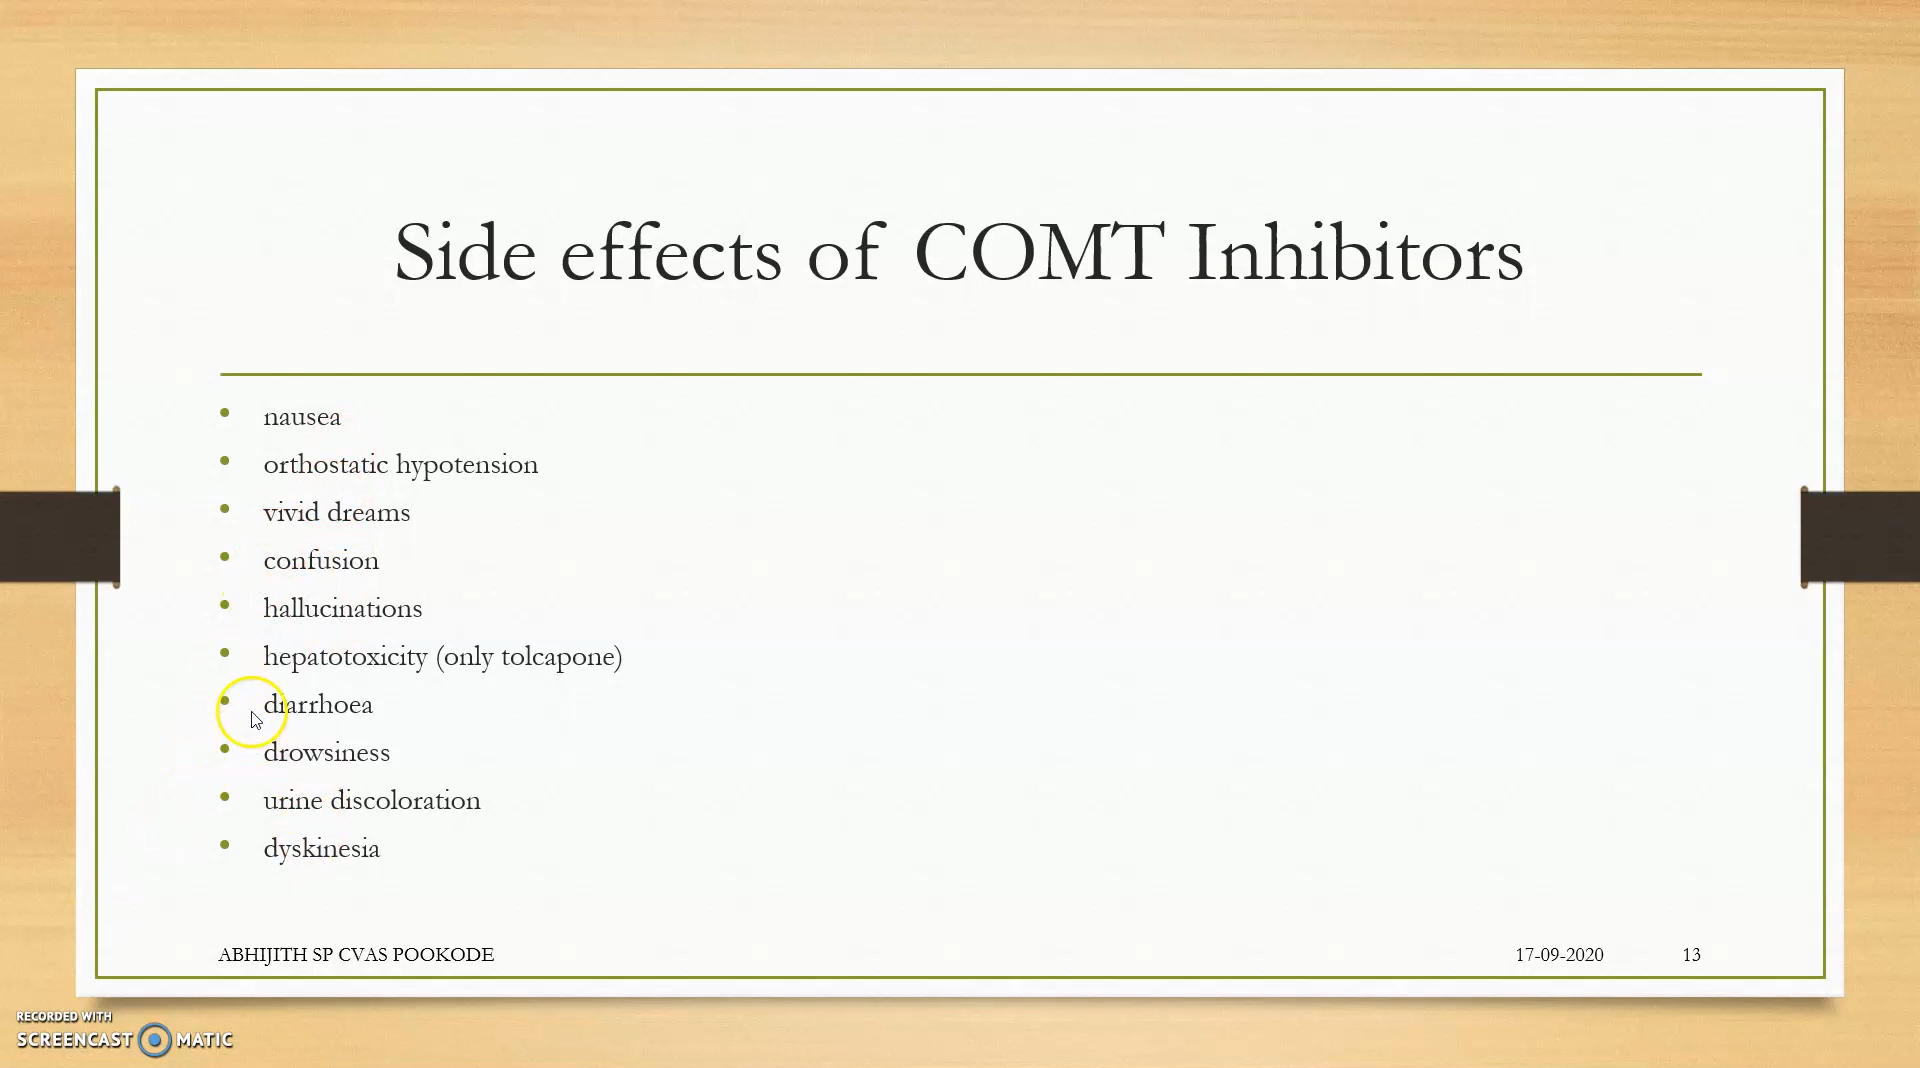 Side effects of COMT Inhibitors
• nausea
• orthostatic hypotension
• vivid dreams
• confusion
• hallucinations
• hepatotoxicity (only tolcapone)
• diarrhoea
• drowsiness
• urine discoloration
• dyskinesia
ABHIJITH SP CVAS POOKODE 17-09-2020 13
RECORDED WITH
SCREENCAST MATIC